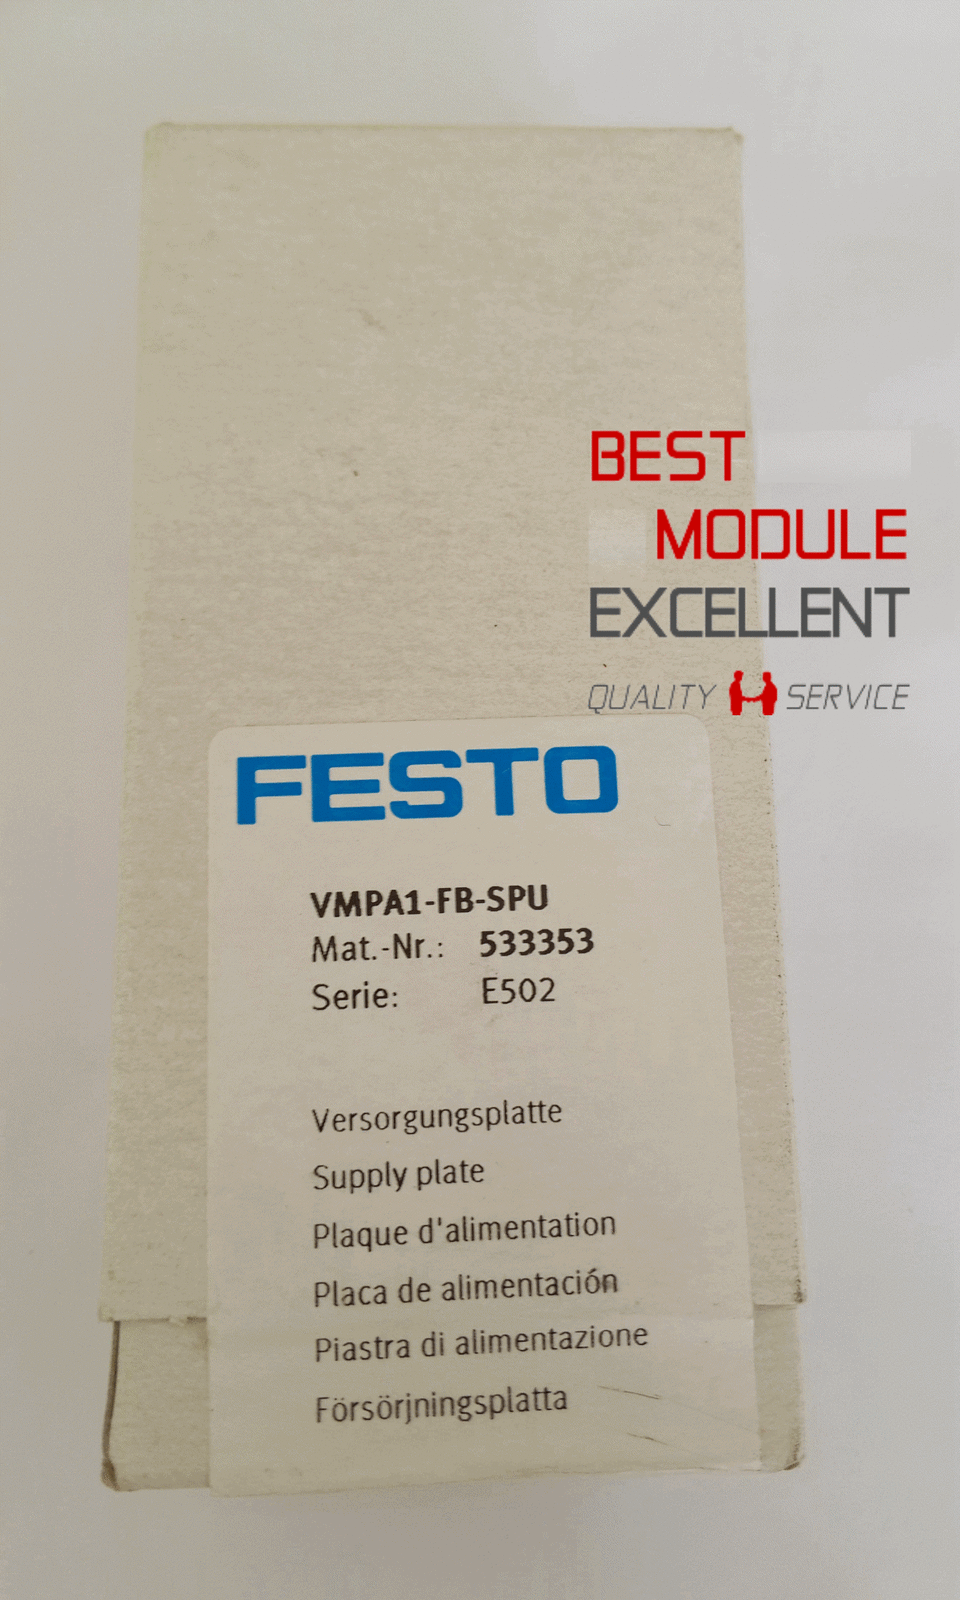 BEST
MODULE
EXCELLENT
QUALITY SERVICE
FESTO
VMPA1-FB-SPU
Mat.-Nr.: 533353
Serie: E502
Versorgungsplatte
Supply plate
Plaque d'alimentation
Placa de alimentación
Piastra di alimentazione
Försörjningsplatta